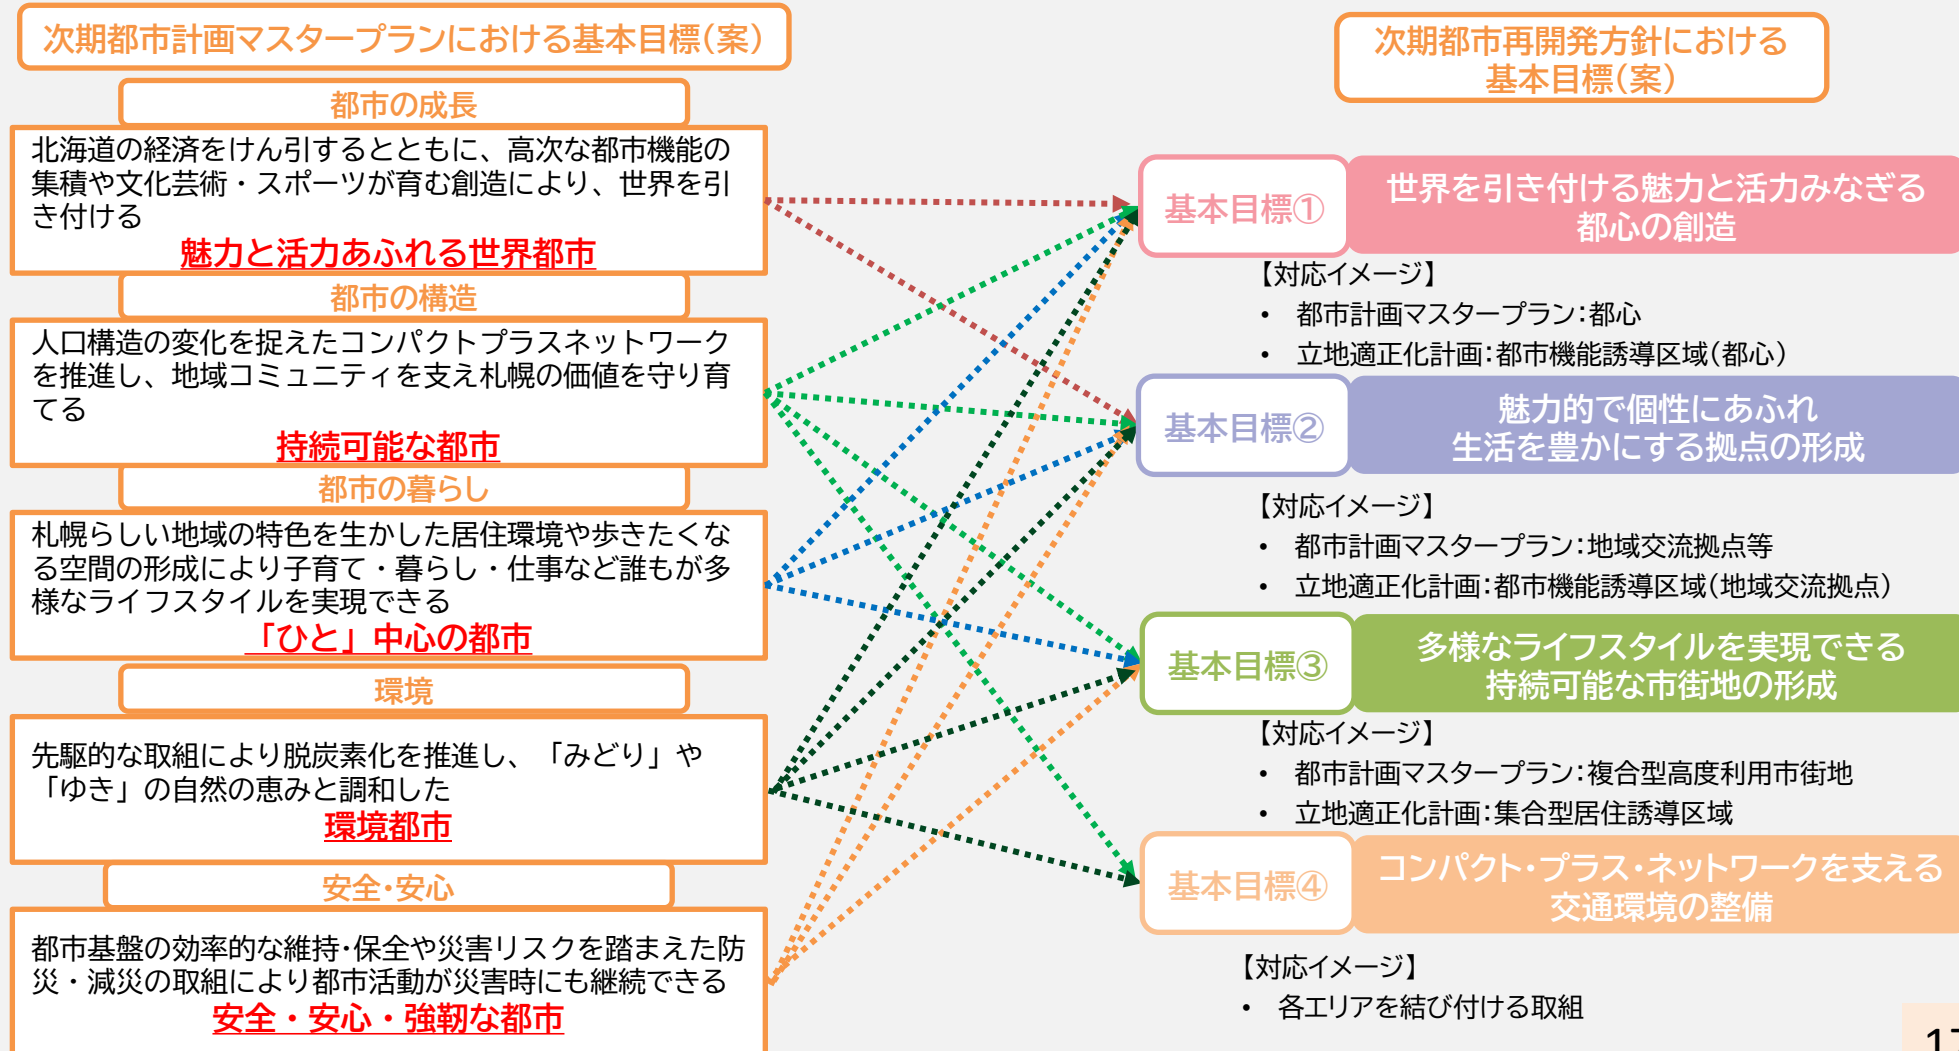 次期都市計画マスタープランにおける基本目標(案)
都市の成長
北海道の経済をけん引するとともに、高次な都市機能の
集積や文化芸術・スポーツが育む創造により、世界を引
き付ける
魅力と活力あふれる世界都市
都市の構造
人口構造の変化を捉えたコンパクトプラスネットワーク
を推進し、地域コミュニティを支え札幌の価値を守り育
てる
持続可能な都市
都市の暮らし
札幌らしい地域の特色を生かした居住環境や歩きたくな
る空間の形成により子育て・暮らし・仕事など誰もが多
様なライフスタイルを実現できる
「ひと」中心の都市
環境
先駆的な取組により脱炭素化を推進し、「みどり」や
「ゆき」の自然の恵みと調和した
環境都市
安全・安心
都市基盤の効率的な維持・保全や災害リスクを踏まえた防
災・減災の取組により都市活動が災害時にも継続できる
安全・安心・強靭な都市
次期都市再開発方針における
基本目標(案)
基本目標①
世界を引き付ける魅力と活力みなぎる
都心の創造
【対応イメージ】
• 都市計画マスタープラン:都心
• 立地適正化計画:都市機能誘導区域(都心)
基本目標②
魅力的で個性にあふれ
生活を豊かにする拠点の形成
【対応イメージ】
• 都市計画マスタープラン:地域交流拠点等
• 立地適正化計画:都市機能誘導区域(地域交流拠点)
基本目標③
多様なライフスタイルを実現できる
持続可能な市街地の形成
【対応イメージ】
• 都市計画マスタープラン:複合型高度利用市街地
• 立地適正化計画:集合型居住誘導区域
基本目標④
コンパクト・プラス・ネットワークを支える
交通環境の整備
【対応イメージ】
• 各エリアを結び付ける取組